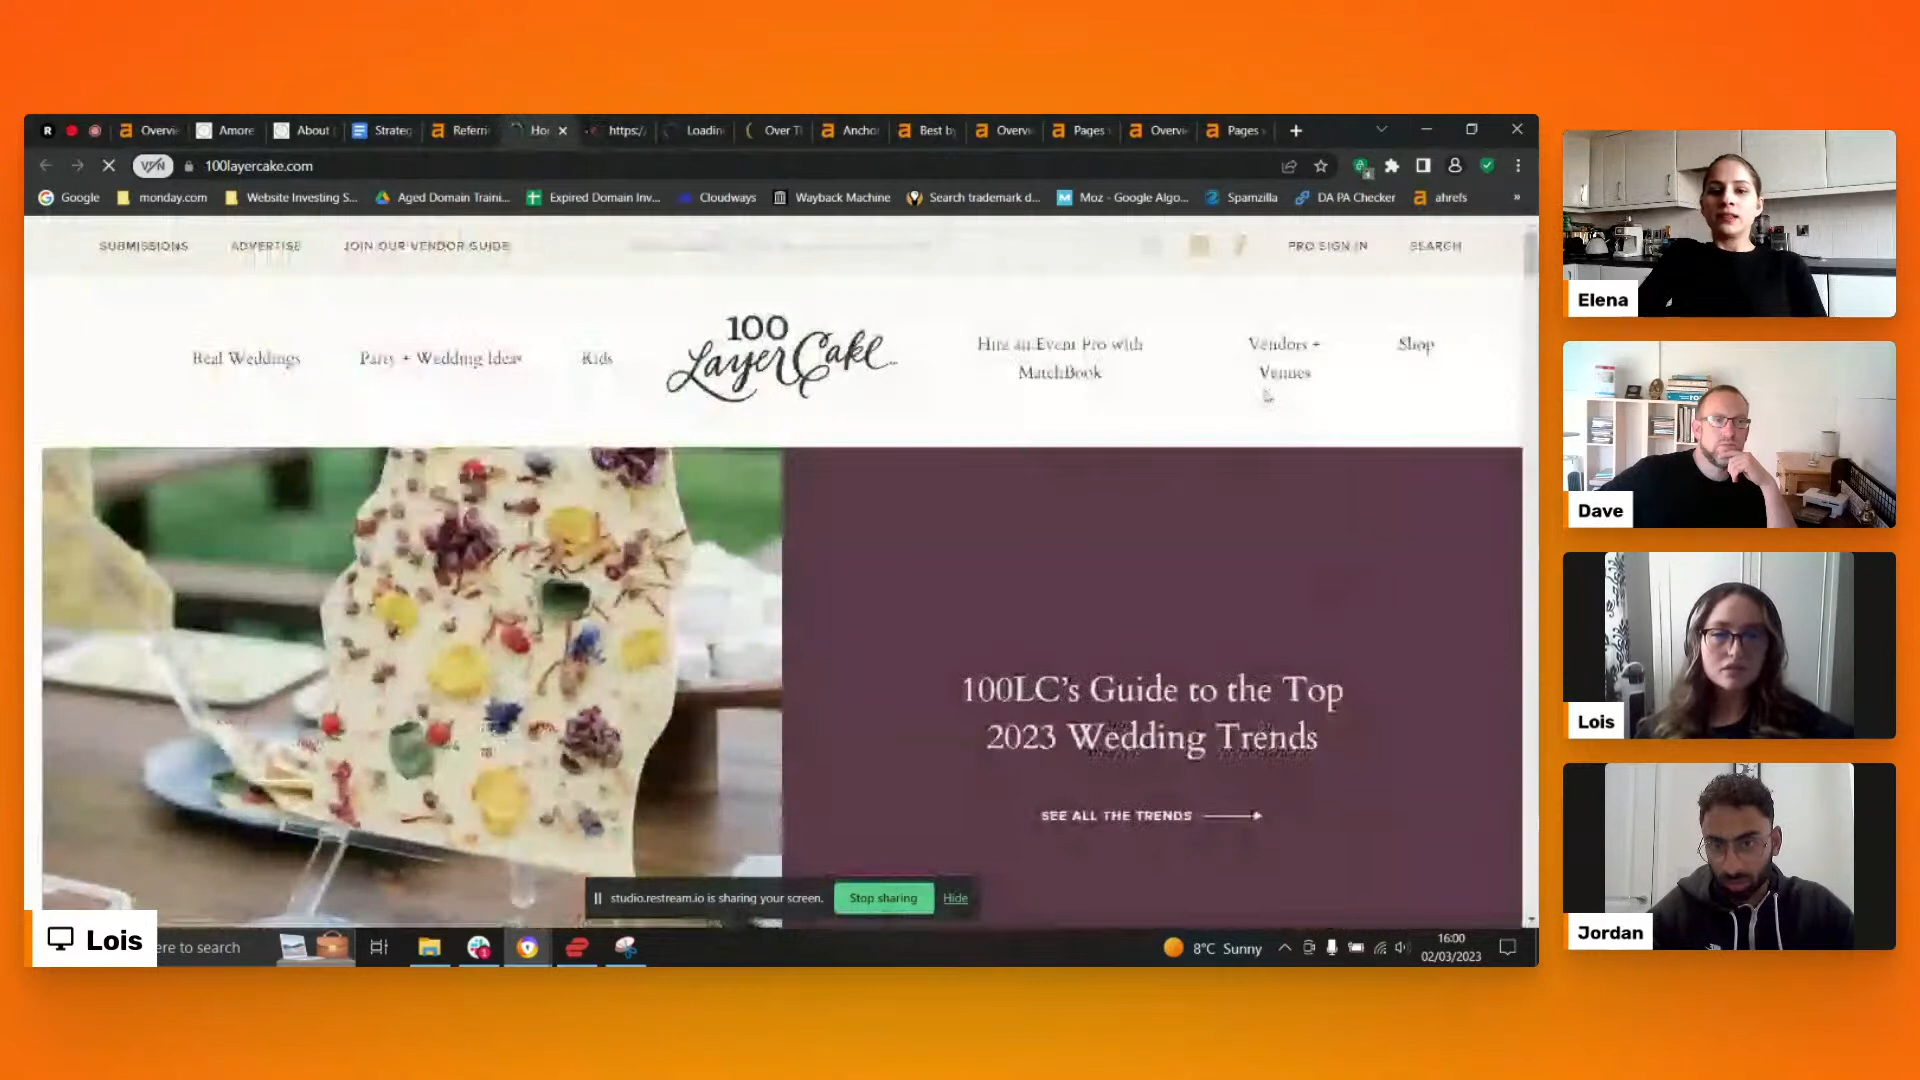 R
Overvi
Amore
About
Strateg
Referri
Ho
https:/
Loadin
Over T
Ancho
Best b
Overvi
Pages
Overvi
Pages
VPN
100layercake.com
Google
monday.com
Website Investing S...
Aged Domain Traini...
Expired Domain Inv...
Cloudways
Wayback Machine
Search trademark d...
Moz - Google Algo...
Spamzilla
DA PA Checker
ahrefs
»
SUBMISSIONS
ADVERTISE
JOIN OUR VENDOR GUIDE
PRO SIGN IN
SEARCH
Real Weddings
Party + Wedding Ideas
Kids
100
Layer Cake
Hire an Event Pro with
MatchBook
Vendors +
Venues
Shop
100LC's Guide to the Top
2023 Wedding Trends
SEE ALL THE TRENDS
studio.restream.io is sharing your screen.
Stop sharing
Hide
Lois
ere to search
8°C Sunny
16:00
02/03/2023
Elena
Dave
Lois
Jordan